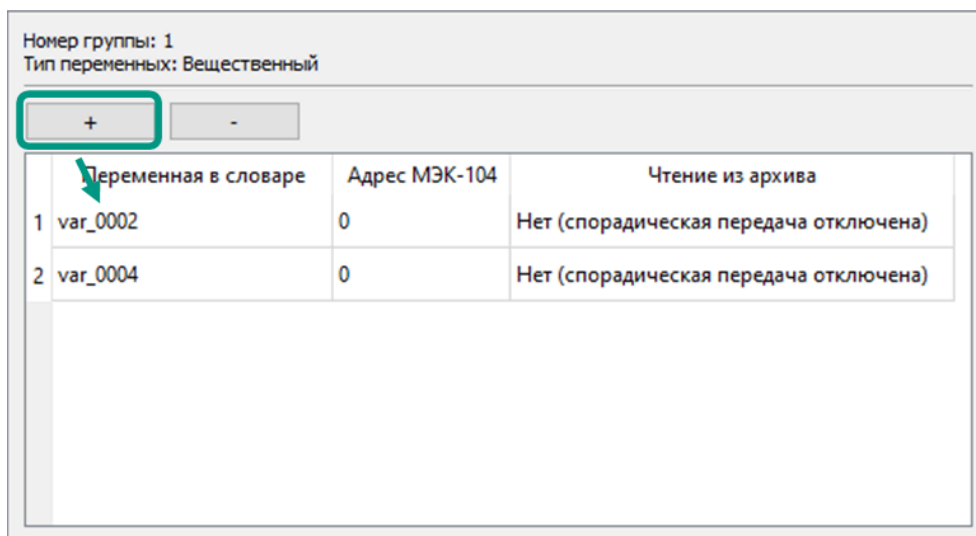 Номер группы: 1
Тип переменных: Вещественный
+ -
Переменная в словаре Адрес МЭК-104 Чтение из архива
1 var_0002 0 Нет (спорадическая передача отключена)
2 var_0004 0 Нет (спорадическая передача отключена)